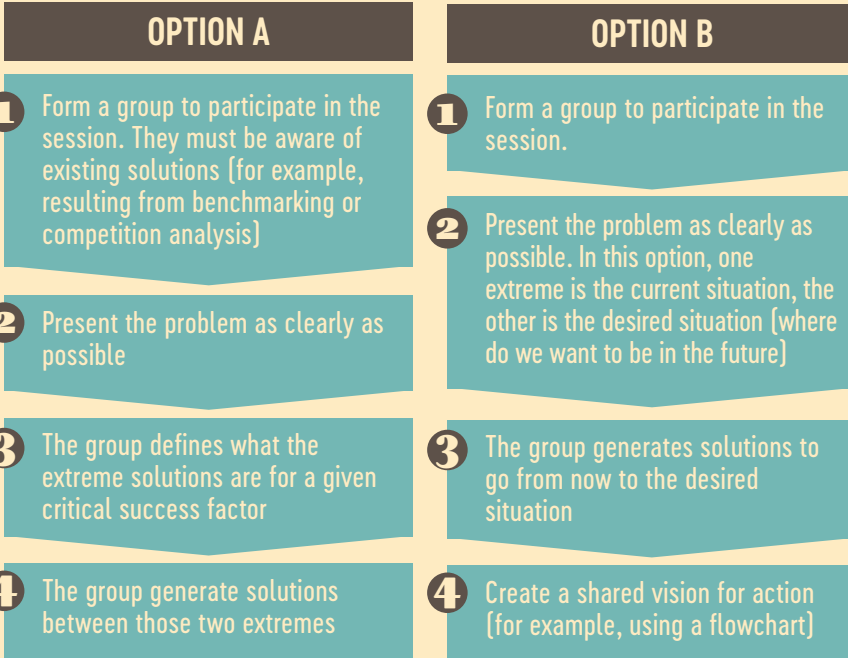 OPTION A
1
Form a group to participate in the
session. They must be aware of
existing solutions (for example,
resulting from benchmarking or
competition analysis)
2
Present the problem as clearly as
possible
3
The group defines what the
extreme solutions are for a given
critical success factor
4
The group generate solutions
between those two extremes
OPTION B
1
Form a group to participate in the
session.
2
Present the problem as clearly as
possible. In this option, one
extreme is the current situation, the
other is the desired situation (where
do we want to be in the future)
3
The group generates solutions to
go from now to the desired
situation
4
Create a shared vision for action
(for example, using a flowchart)